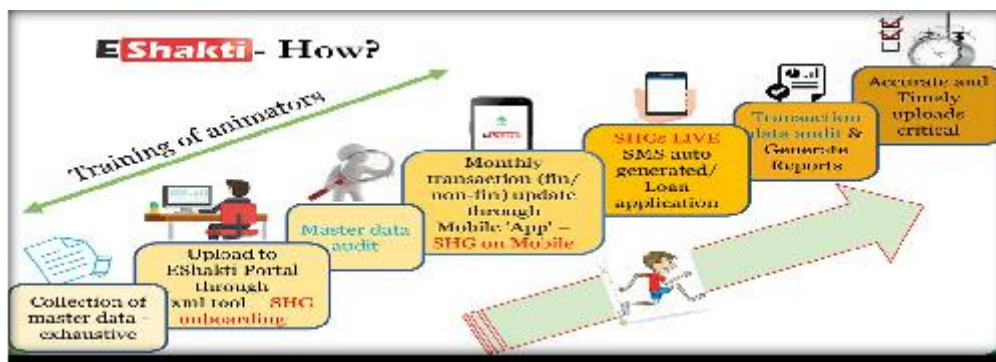 EShakti - How?
Training of animators
Collection of
master data -
exhaustive
Upload to
EShakti Portal
through
xml tool – SHG
onboarding
Master data
audit
Monthly
transaction (fin/
non-fin) update
through
Mobile 'App' –
SHG on Mobile
SHGs LIVE
SMS auto
generated/
Loan
application
Transaction
data audit &
Generate
Reports
Accurate and
Timely
uploads
critical